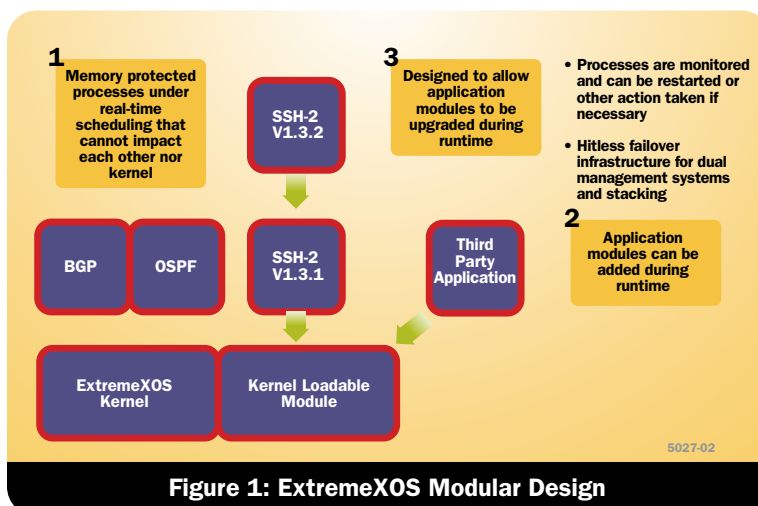 1
Memory protected
processes under
real-time
scheduling that
cannot impact
each other nor
kernel
SSH-2
V1.3.2
3
Designed to allow
application
modules to be
upgraded during
runtime
• Processes are monitored
and can be restarted or
other action taken if
necessary
• Hitless failover
infrastructure for dual
management systems
and stacking
2
Application
modules can be
added during
runtime
BGP
OSPF
SSH-2
V1.3.1
Third
Party
Application
ExtremeXOS
Kernel
Kernel Loadable
Module
5027-02
Figure 1: ExtremeXOS Modular Design